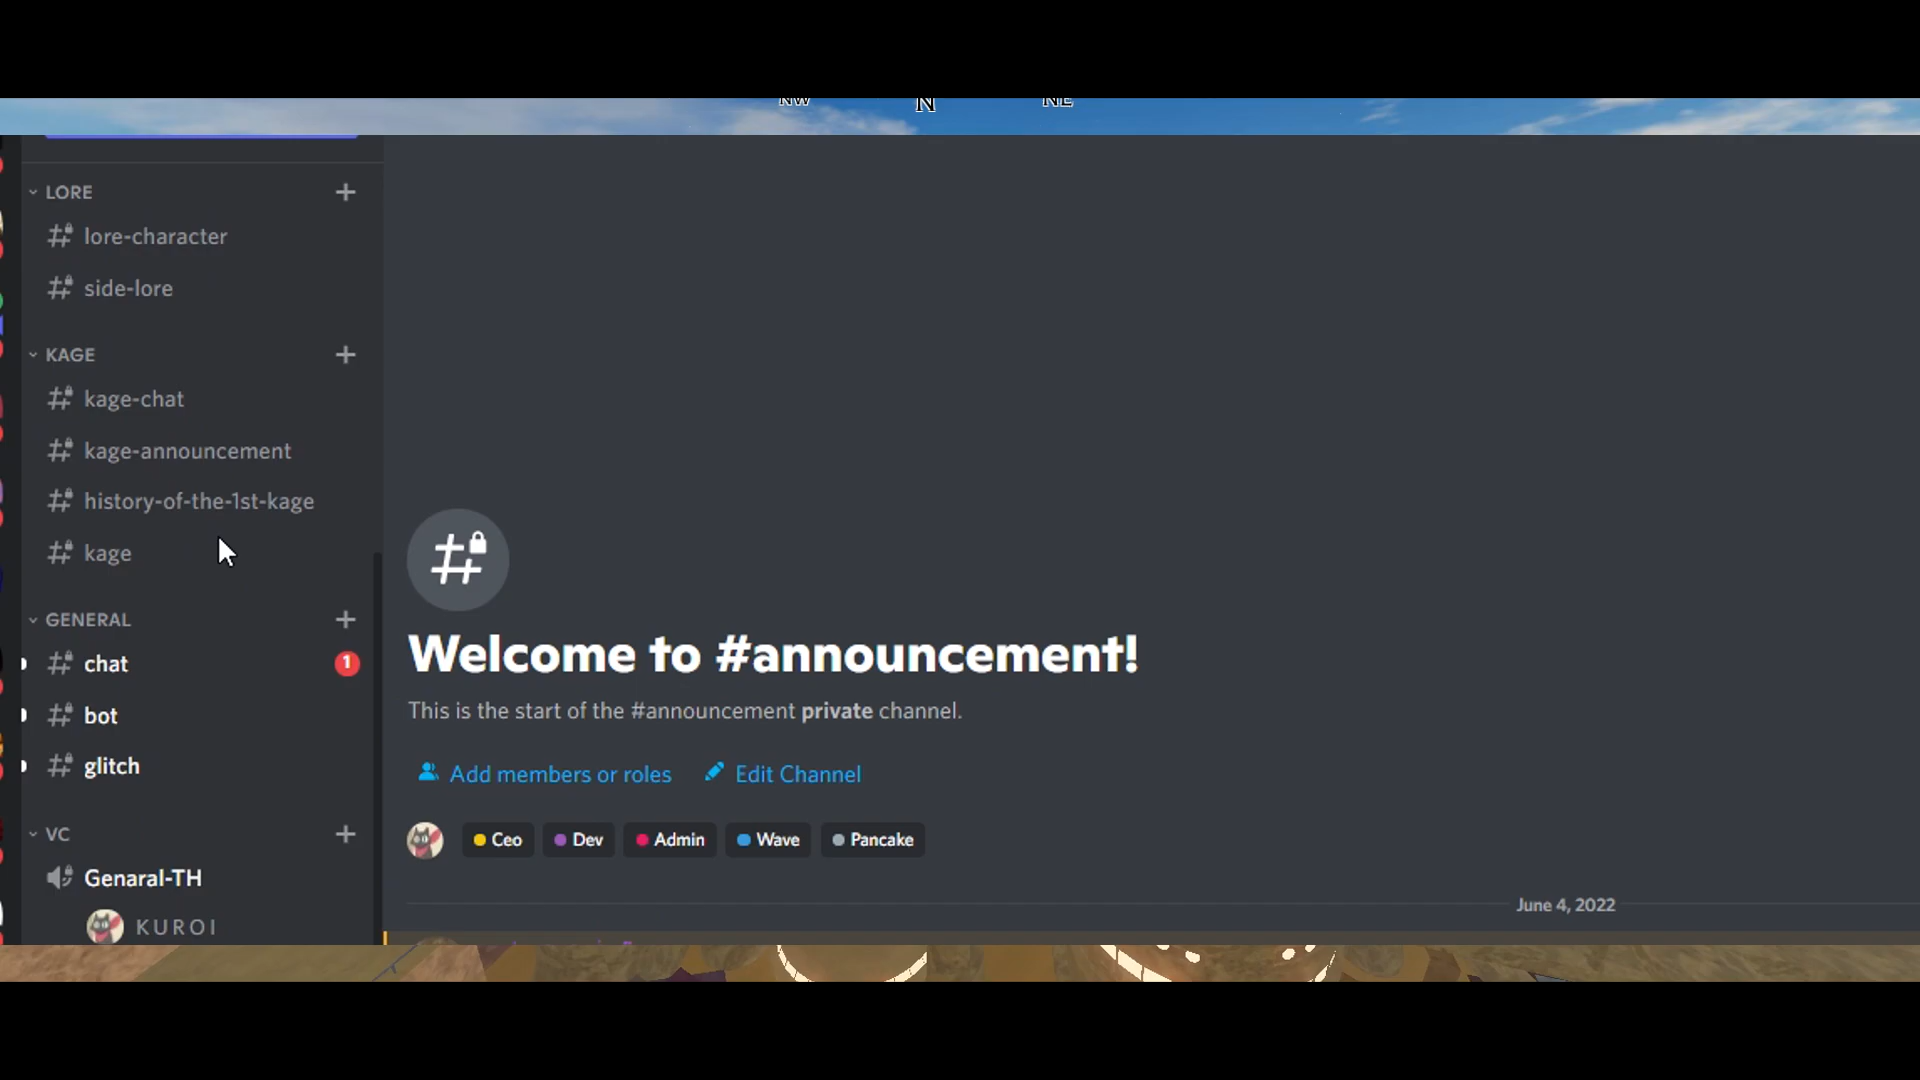 NW N NE
LORE
lore-character
side-lore
KAGE
kage-chat
kage-announcement
history-of-the-1st-kage
kage
GENERAL
chat 1
bot
glitch
VC
Genaral-TH
KUROI
Welcome to #announcement!
This is the start of the #announcement private channel.
Add members or roles Edit Channel
Ceo Dev Admin Wave Pancake
June 4, 2022